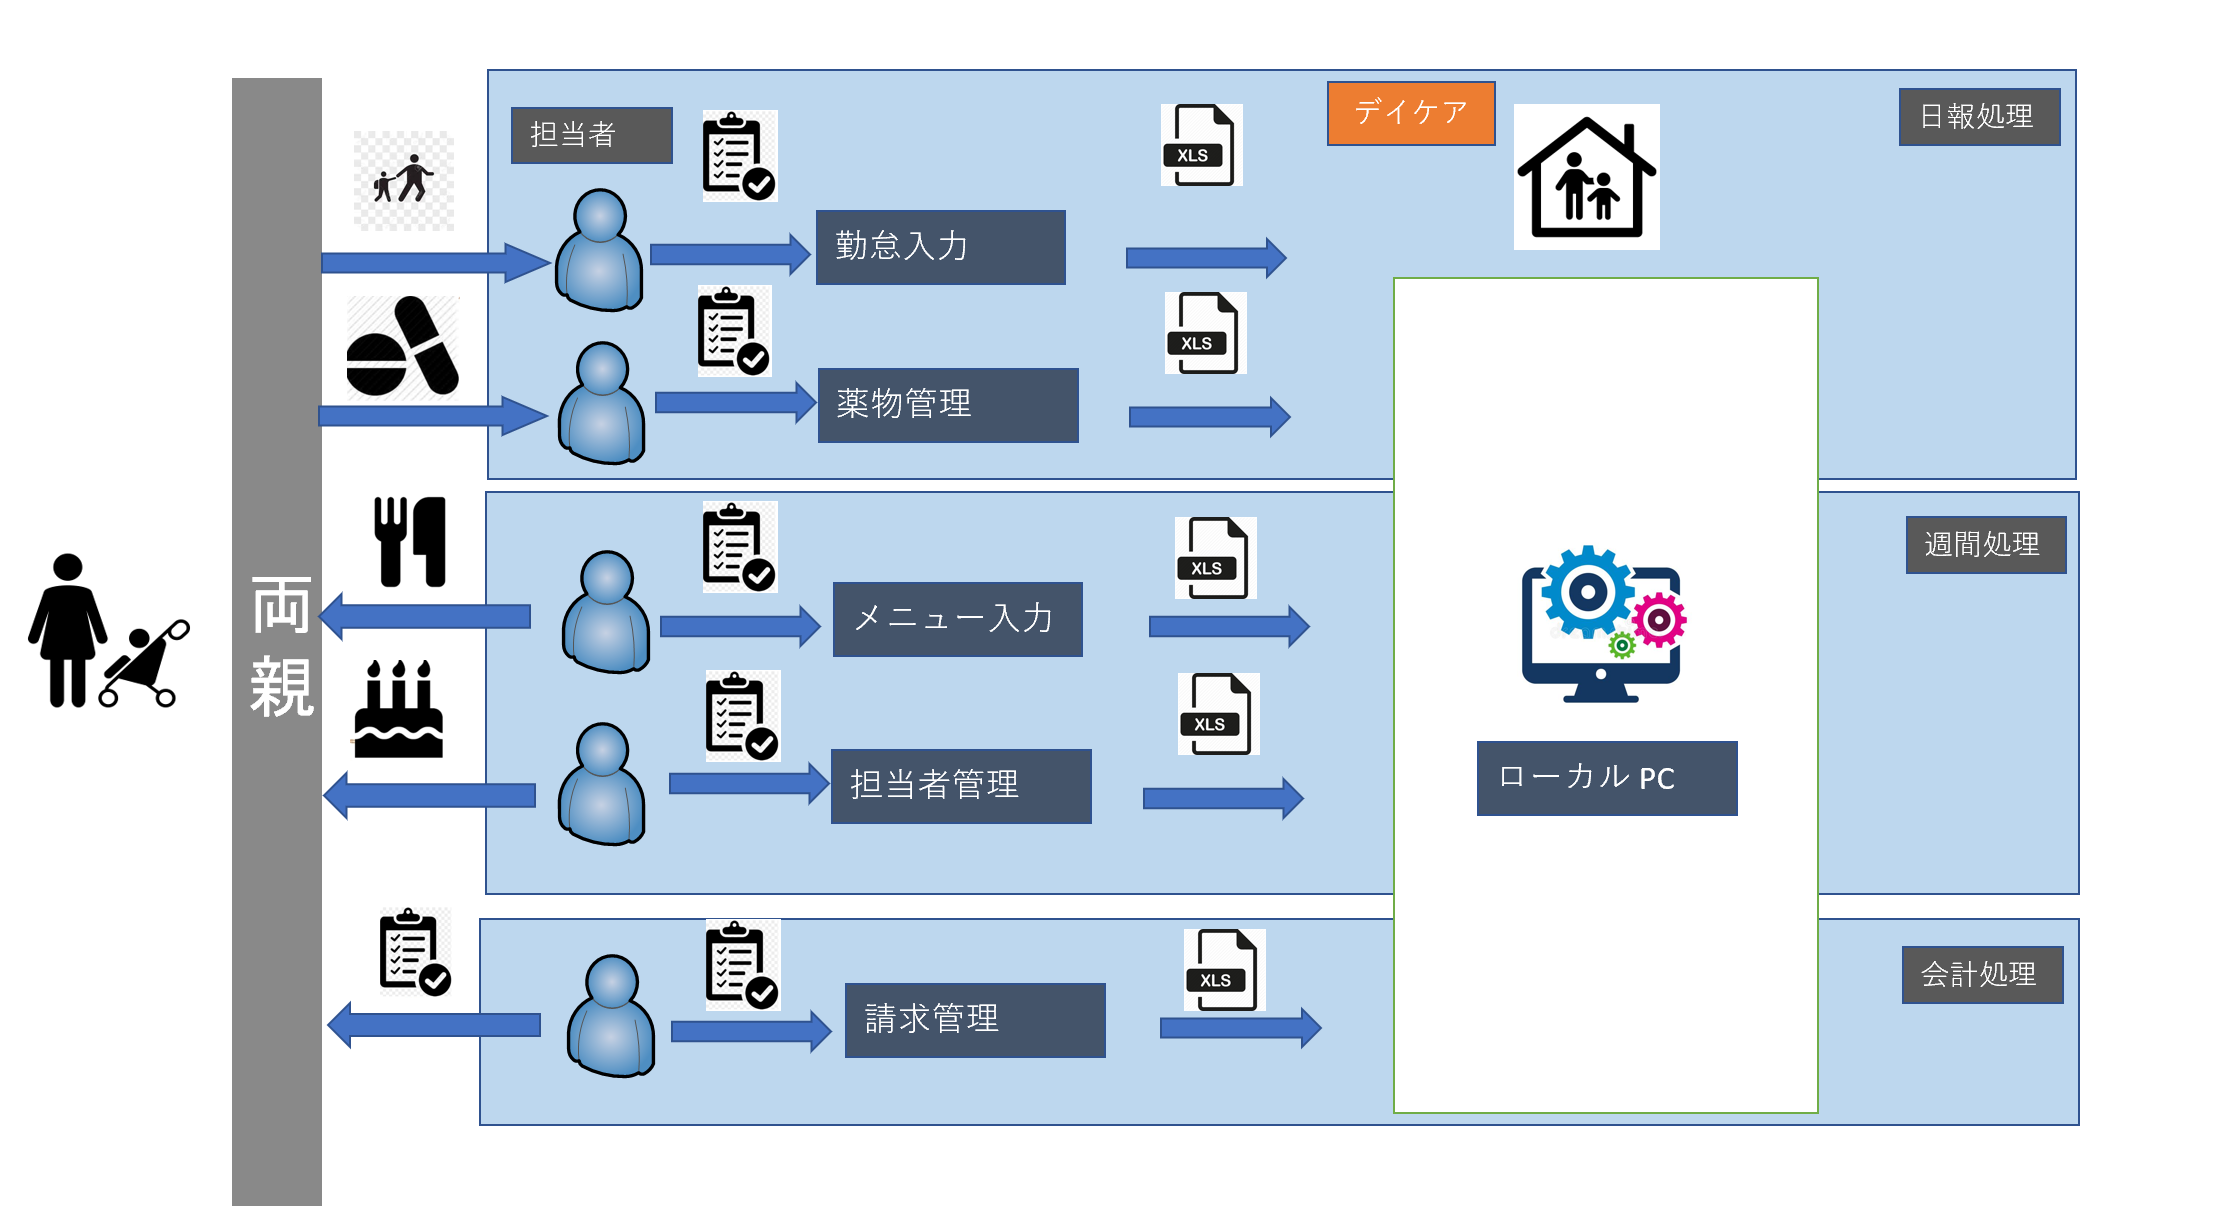 両親
担当者
デイケア
日報処理
XLS
勤怠入力
XLS
薬物管理
週間処理
XLS
メニュー入力
XLS
担当者管理
ローカル PC
会計処理
XLS
請求管理